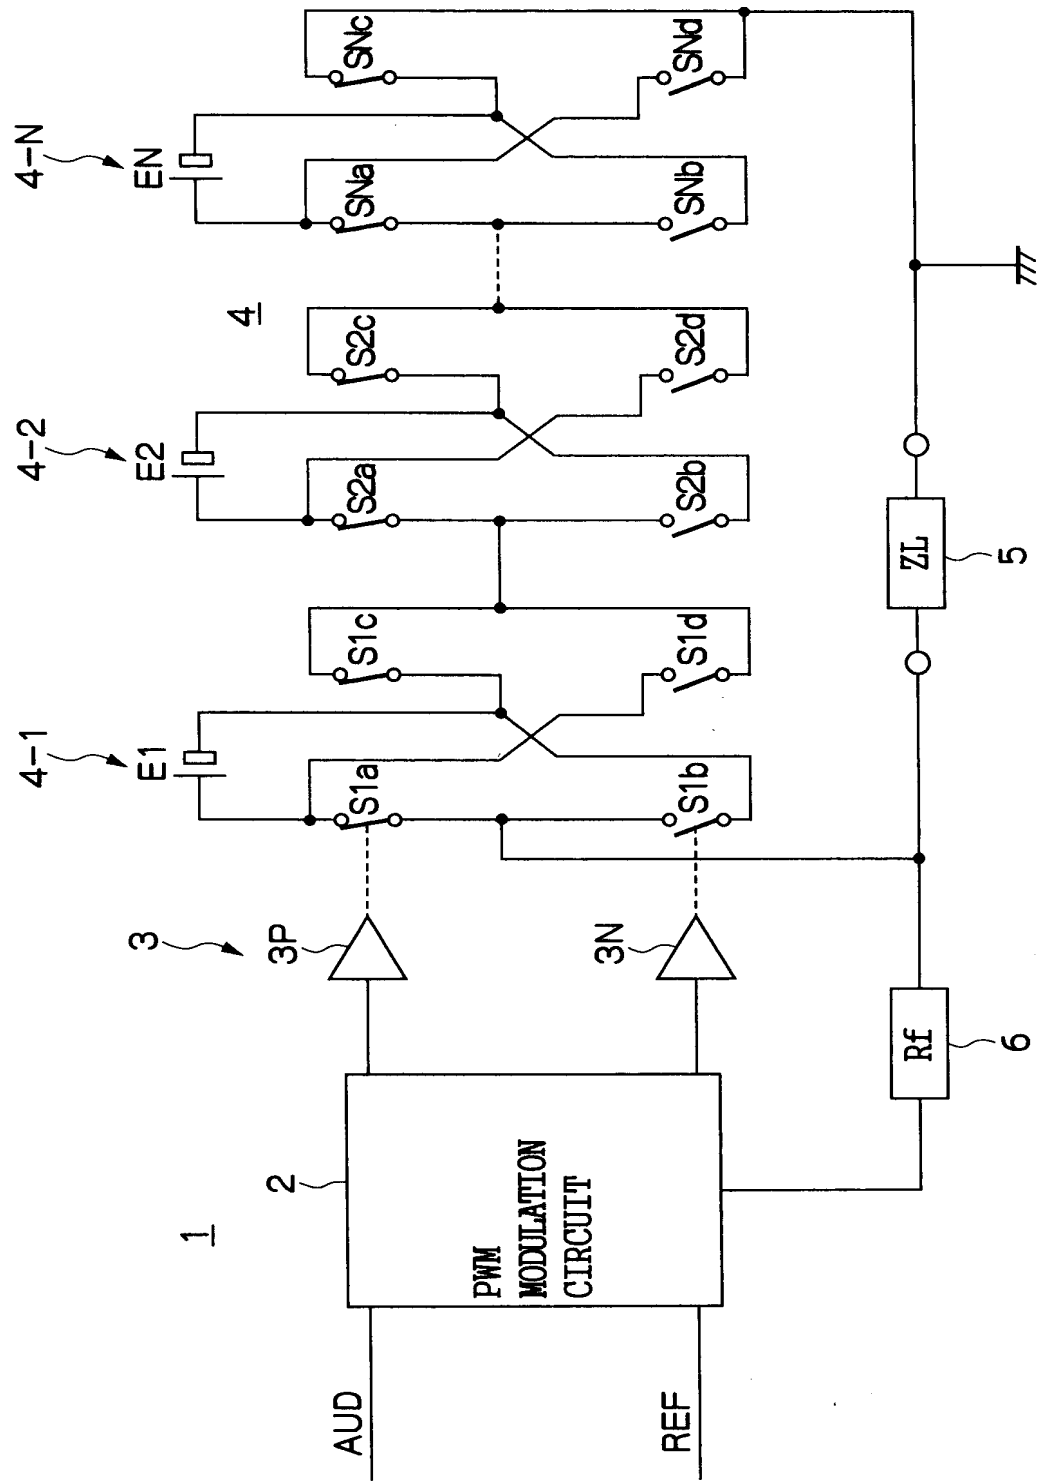 1
AUD
REF
2
PWM
MODULATION
CIRCUIT
3
3P
3N
4
4-1
E1
S1a
S1b
S1c
S1d
4-2
E2
S2a
S2b
S2c
S2d
4-N
EN
SNa
SNb
SNc
SNd
Rf
6
ZL
5